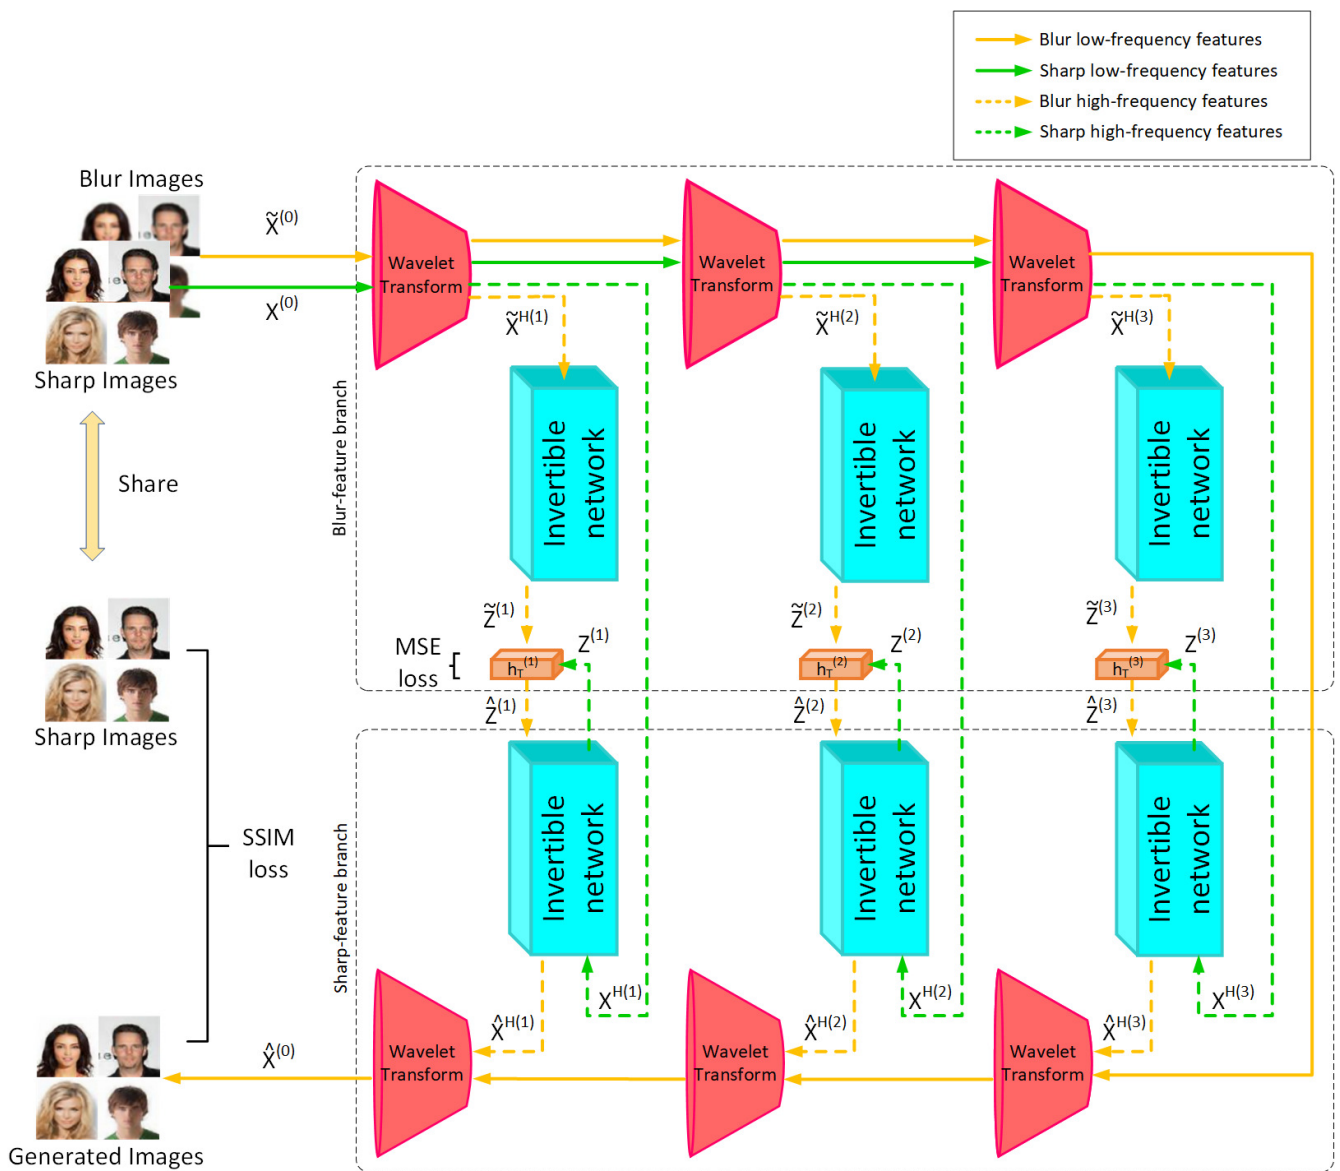 Blur low-frequency features
Sharp low-frequency features
Blur high-frequency features
Sharp high-frequency features
Blur Images
X̃⁽⁰⁾
X⁽⁰⁾
Sharp Images
Share
Wavelet
Transform
Wavelet
Transform
Wavelet
Transform
X̃ᴴ⁽¹⁾
X̃ᴴ⁽²⁾
X̃ᴴ⁽³⁾
Blur-feature branch
Invertible
network
Invertible
network
Invertible
network
Z̃⁽¹⁾
Z⁽¹⁾
Z̃⁽²⁾
Z⁽²⁾
Z̃⁽³⁾
Z⁽³⁾
MSE
loss
h_T⁽¹⁾
h_T⁽²⁾
h_T⁽³⁾
Ẑ⁽¹⁾
Ẑ⁽²⁾
Ẑ⁽³⁾
Sharp Images
SSIM
loss
Sharp-feature branch
Invertible
network
Invertible
network
Invertible
network
X̂ᴴ⁽¹⁾
Xᴴ⁽¹⁾
X̂ᴴ⁽²⁾
Xᴴ⁽²⁾
X̂ᴴ⁽³⁾
Xᴴ⁽³⁾
Wavelet
Transform
Wavelet
Transform
Wavelet
Transform
X̂⁽⁰⁾
Generated Images